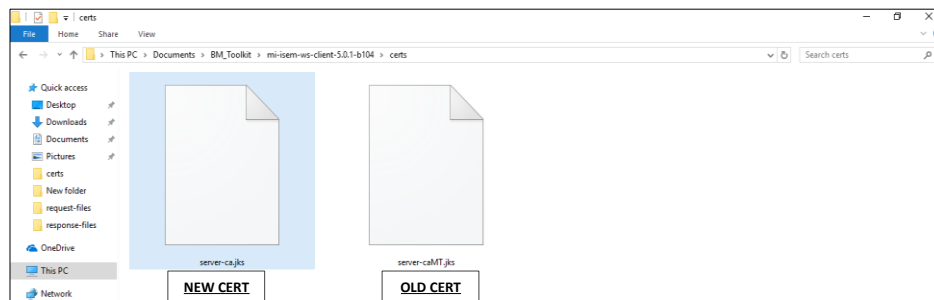 certs
File Home Share View
This PC > Documents > BM_Toolkit > mi-isem-ws-client-5.0.1-b104 > certs
Search certs
Quick access
Desktop
Downloads
Documents
Pictures
certs
New folder
request-files
response-files
OneDrive
This PC
Network
server-ca.jks
server-caMT.jks
NEW CERT
OLD CERT